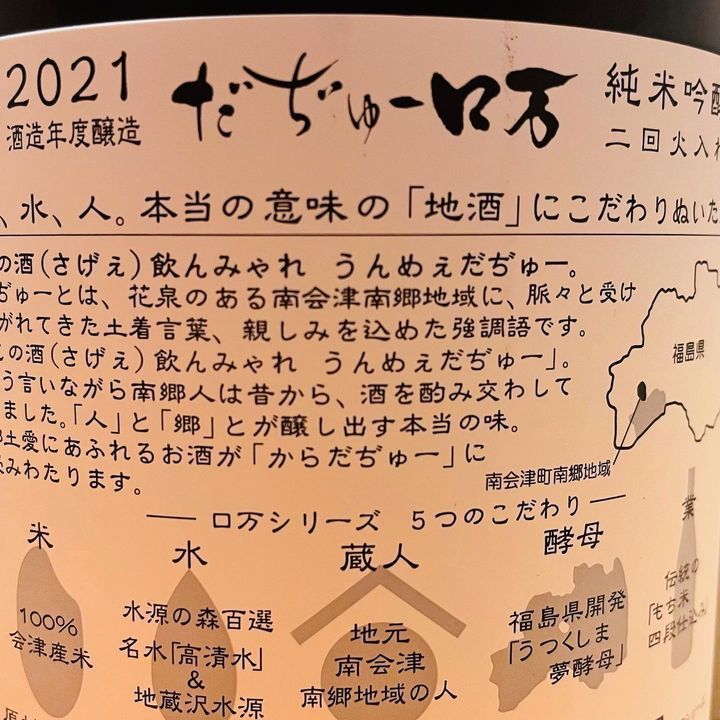 2021
酒造年度醸造
だぢゅー口万
純米吟醸
二回火入れ
、水、人。本当の意味の「地酒」にこだわりぬいた
の酒(さげぇ)飲んみゃれ うんめぇだぢゅー。
ぢゅーとは、花泉のある南会津南郷地域に、脈々と受け
がれてきた土着言葉、親しみを込めた強調語です。
この酒(さげぇ)飲んみゃれ うんめぇだぢゅー」。
う言いながら南郷人は昔から、酒を酌み交わして
ました。「人」と「郷」とが醸し出す本当の味。
郷土愛にあふれるお酒が「からだぢゅー」に
染みわたります。
福島県
南会津町南郷地域
口万シリーズ 5つのこだわり
米
100%
会津産米
水
水源の森百選
名水「高清水」
&
地蔵沢水源
蔵人
地元
南会津
南郷地域の人
酵母
福島県開発
「うつくしま
夢酵母」
業
伝統の
「もち米
四段仕込み」